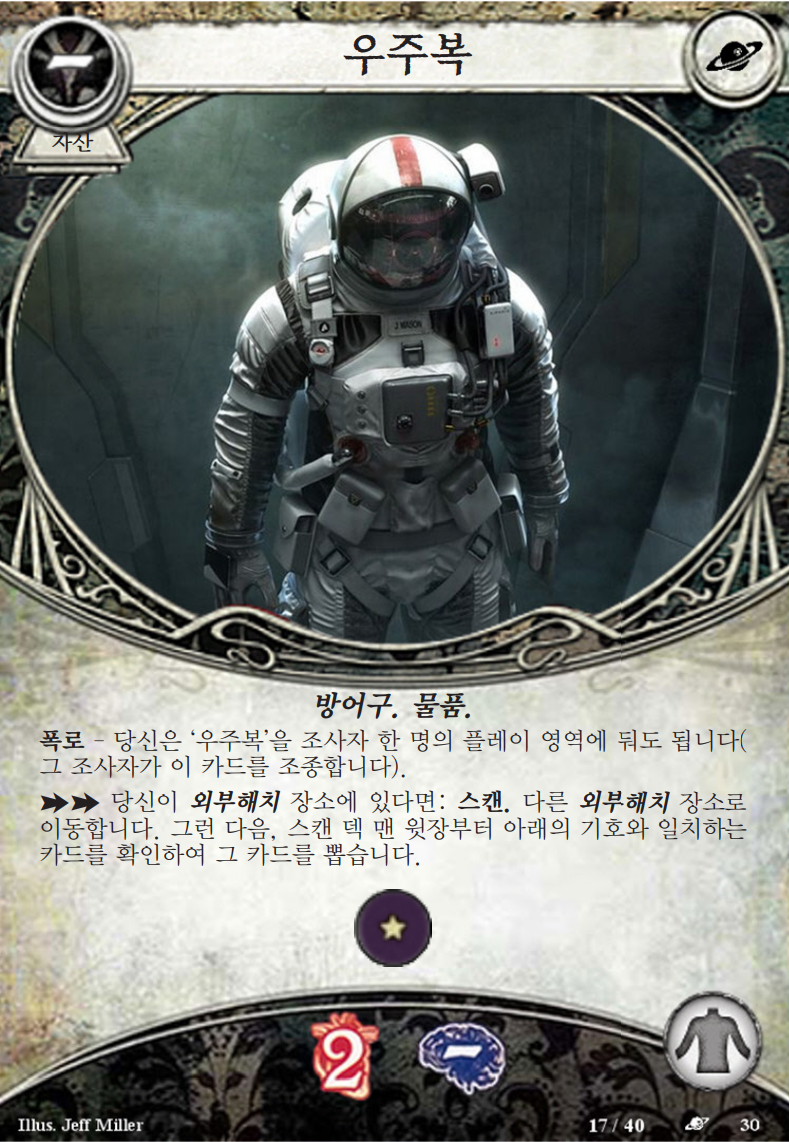 우주복
자산
J MASON
방어구. 물품.
폭로 - 당신은 ‘우주복’을 조사자 한 명의 플레이 영역에 둬도 됩니다(
그 조사자가 이 카드를 조종합니다).
당신이 외부해치 장소에 있다면: 스캔. 다른 외부해치 장소로
이동합니다. 그런 다음, 스캔 덱 맨 윗장부터 아래의 기호와 일치하는
카드를 확인하여 그 카드를 뽑습니다.
2 -
Illus. Jeff Miller 17 / 40 30